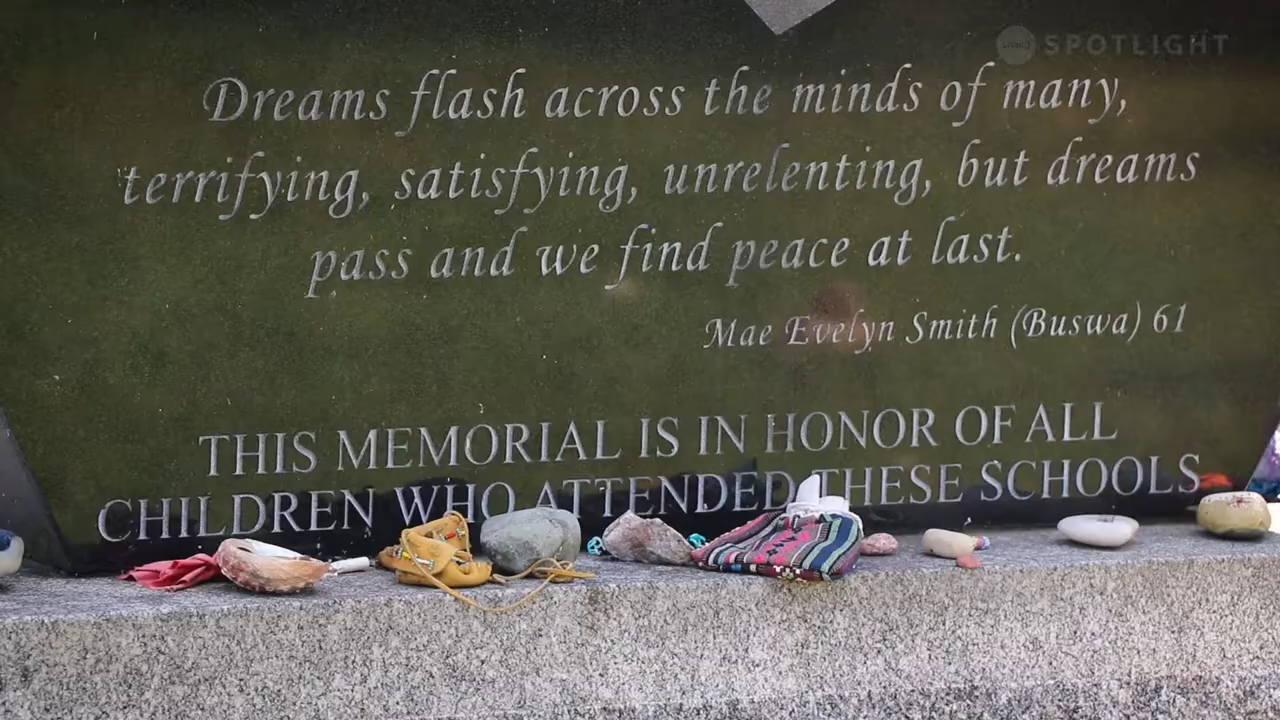 SPOTLIGHT
Dreams flash across the minds of many,
terrifying, satisfying, unrelenting, but dreams
pass and we find peace at last.
Mae Evelyn Smith (Buswa) 61
THIS MEMORIAL IS IN HONOR OF ALL
CHILDREN WHO ATTENDED THESE SCHOOLS